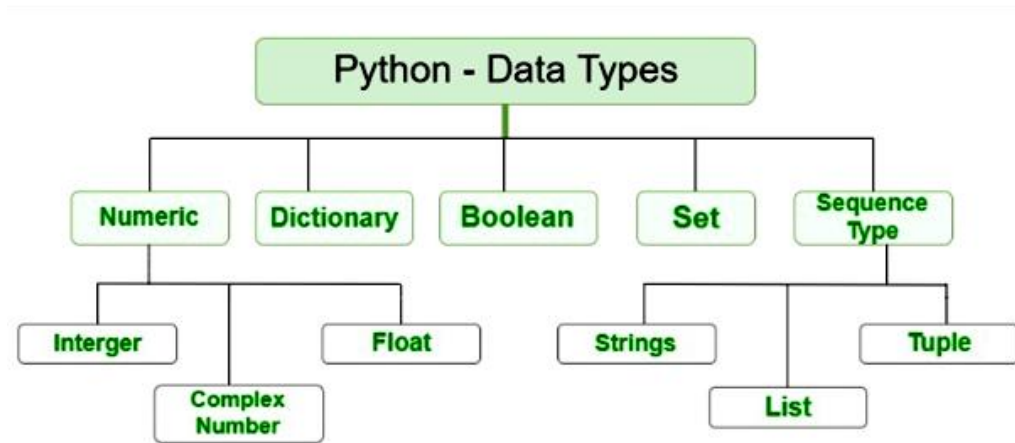 Python - Data Types
Numeric
Dictionary
Boolean
Set
Sequence
Type
Interger
Complex
Number
Float
Strings
List
Tuple